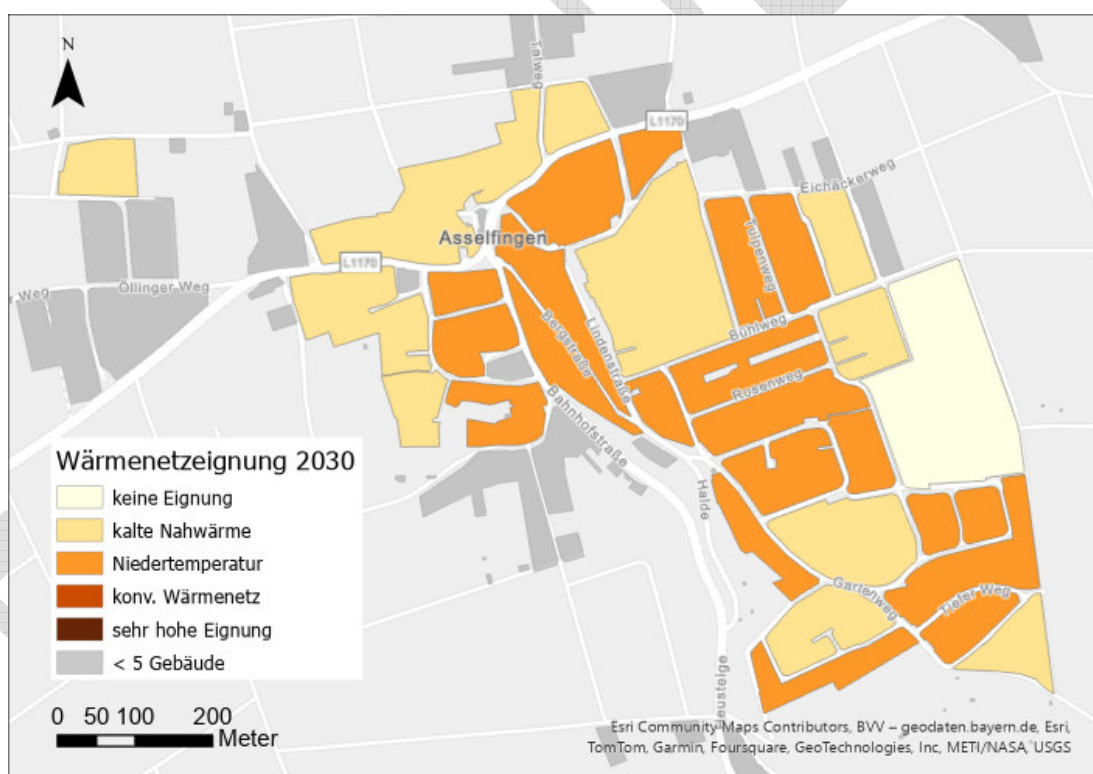 N
Talweg
L1170
Eichäckerweg
Asselfingen
Tulpenweg
L1170
Öllinger Weg
r Weg
Bergstraße
Lindenstraße
Bühlweg
Rosenweg
Bahnhofstraße
Halde
Gartenweg
Tiefer Weg
Wärmenetzeignung 2030
keine Eignung
kalte Nahwärme
Niedertemperatur
konv. Wärmenetz
sehr hohe Eignung
< 5 Gebäude
0 50 100 200
Meter
Esri Community Maps Contributors, BVV – geodaten.bayern.de, Esri,
TomTom, Garmin, Foursquare, GeoTechnologies, Inc, METI/NASA, USGS